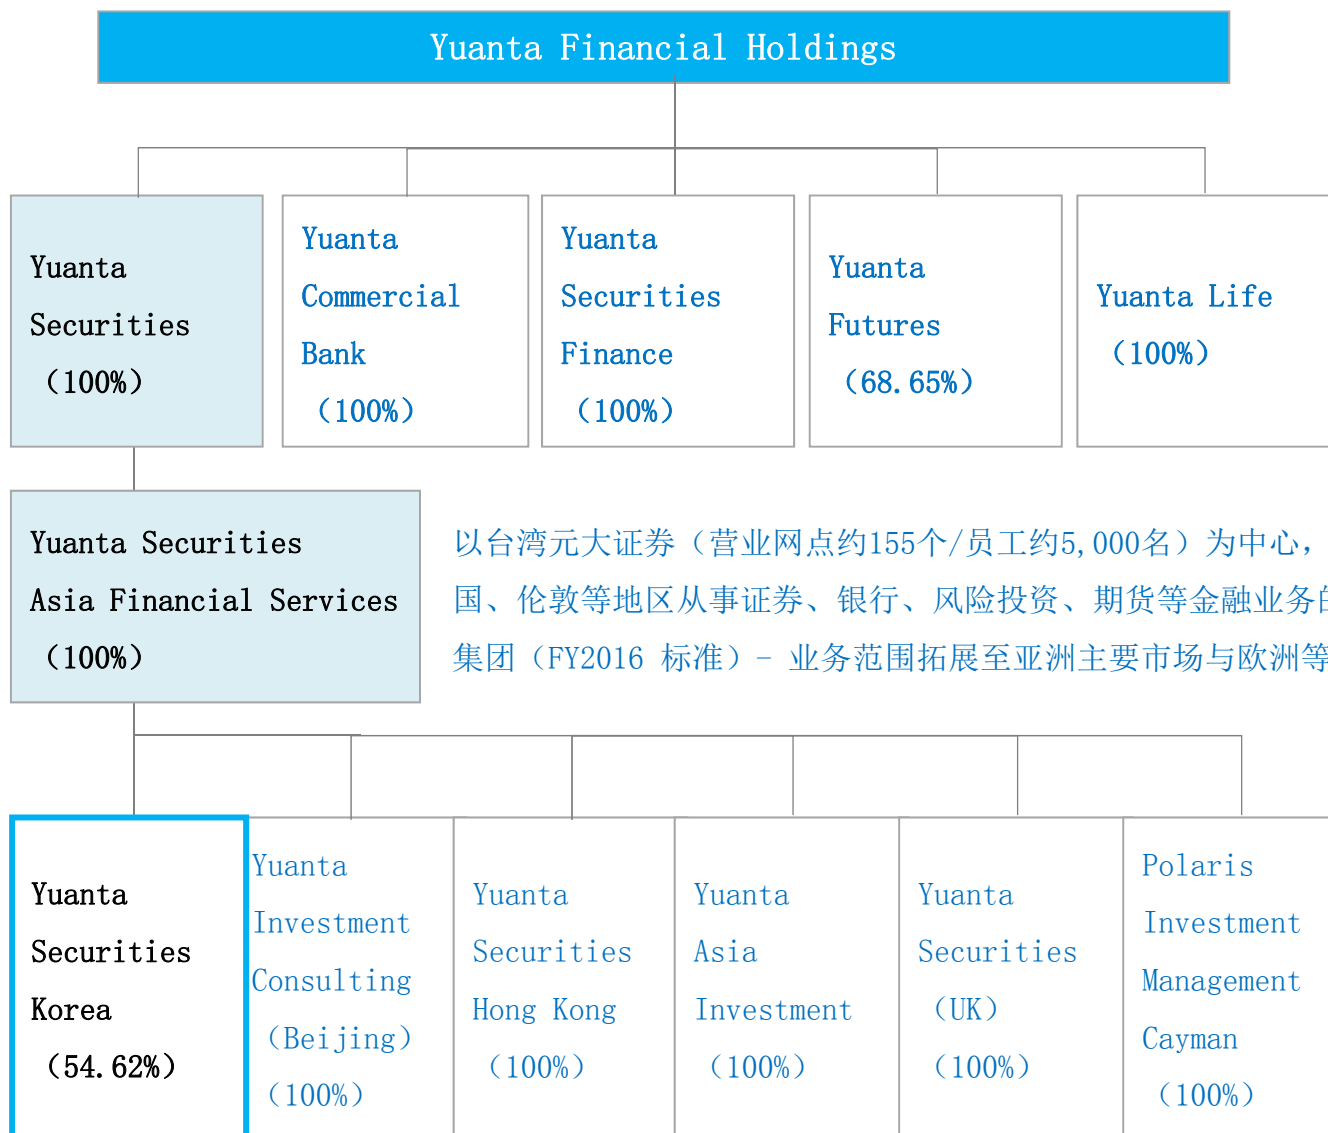 Yuanta Financial Holdings
Yuanta
Securities
（100%）
Yuanta
Commercial
Bank
（100%）
Yuanta
Securities
Finance
（100%）
Yuanta
Futures
（68.65%）
Yuanta Life
（100%）
Yuanta Securities
Asia Financial Services
（100%）
以台湾元大证券（营业网点约155个/员工约5,000名）为中心，
国、伦敦等地区从事证券、银行、风险投资、期货等金融业务的
集团（FY2016 标准）- 业务范围拓展至亚洲主要市场与欧洲等
Yuanta
Securities
Korea
（54.62%）
Yuanta
Investment
Consulting
（Beijing）
（100%）
Yuanta
Securities
Hong Kong
（100%）
Yuanta
Asia
Investment
（100%）
Yuanta
Securities
（UK）
（100%）
Polaris
Investment
Management
Cayman
（100%）